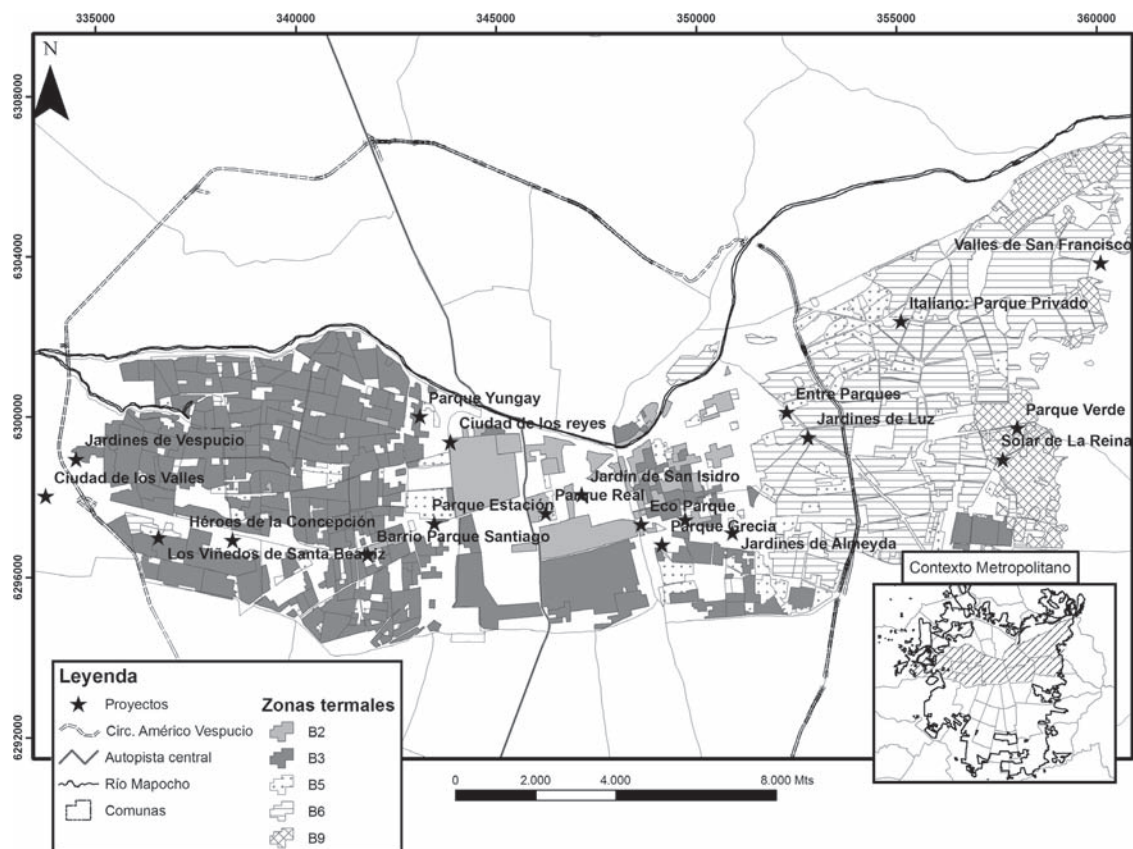 335000 340000 345000 350000 355000 360000
N
6308000
6304000
6300000
6296000
6292000
Valles de San Francisco
Italiano: Parque Privado
Entre Parques
Parque Yungay
Parque Verde
Jardines de Luz
Ciudad de los reyes
Jardines de Vespucio
Solar de La Reina
Ciudad de los Valles
Jardín de San Isidro
Parque Real
Parque Estación
Eco Parque
Héroes de la Concepción
Parque Grecia
Barrio Parque Santiago
Jardines de Almeyda
Los Viñedos de Santa Beatriz
Contexto Metropolitano
Leyenda
Proyectos
Circ. Américo Vespucio
Autopista central
Río Mapocho
Comunas
Zonas termales
B2
B3
B5
B6
B9
0 2.000 4.000 8.000 Mts